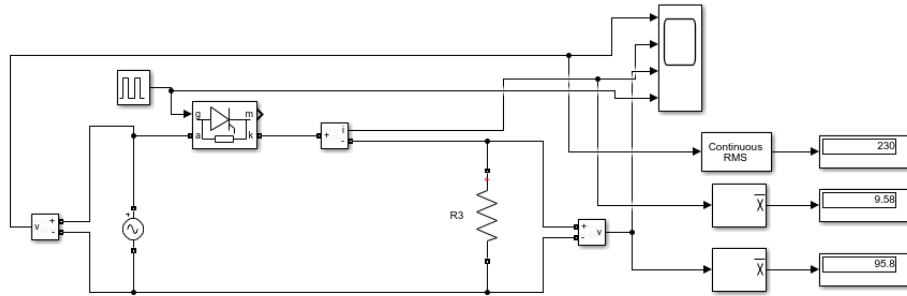 g
m
a
k
+
i
-
Continuous
RMS
230
v
+
-
+
R3
+
-
v
X
9.58
X
95.8